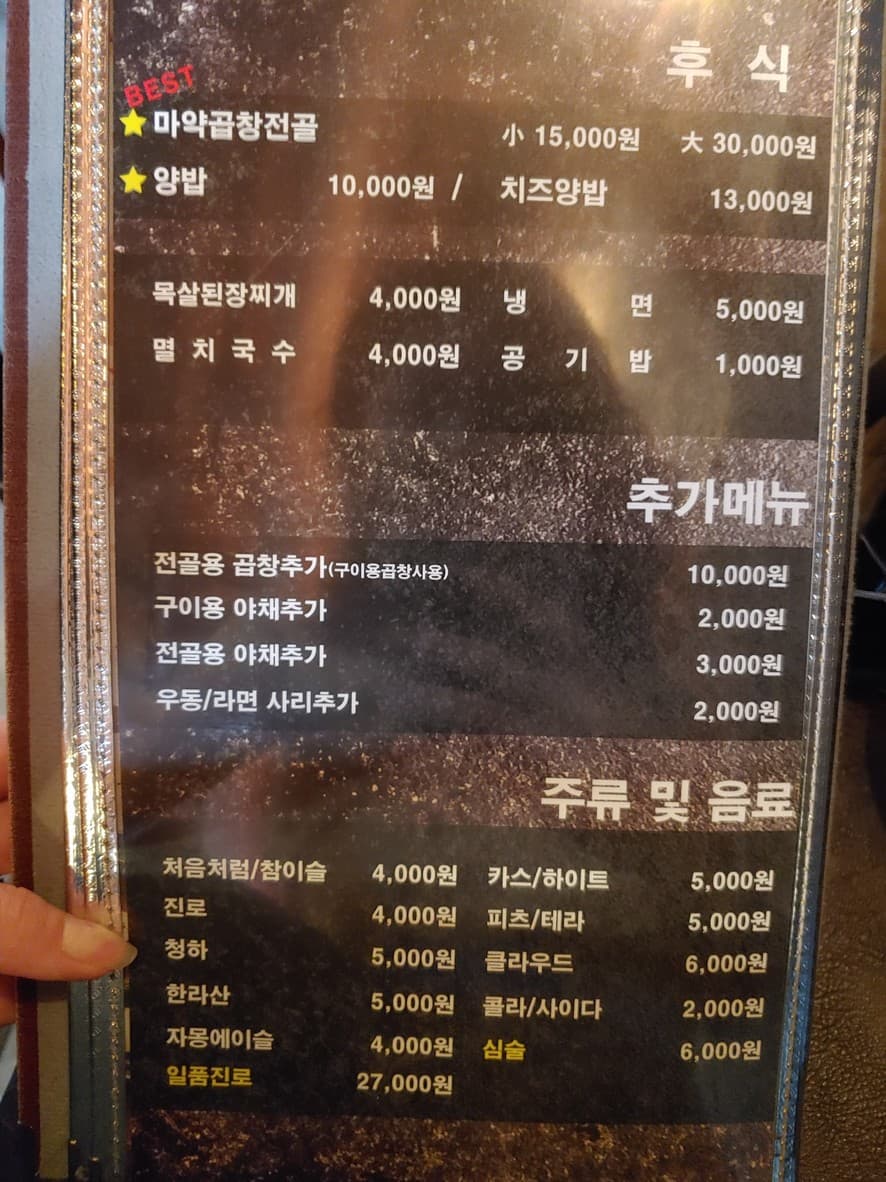 후 식
BEST
★ 마약곱창전골 小 15,000원 大 30,000원
★ 양밥 10,000원 / 치즈양밥 13,000원
목살된장찌개 4,000원 냉 면 5,000원
멸 치 국 수 4,000원 공 기 밥 1,000원
추가메뉴
전골용 곱창추가(구이용곱창사용) 10,000원
구이용 야채추가 2,000원
전골용 야채추가 3,000원
우동/라면 사리추가 2,000원
주류 및 음료
처음처럼/참이슬 4,000원 카스/하이트 5,000원
진로 4,000원 피츠/테라 5,000원
청하 5,000원 클라우드 6,000원
한라산 5,000원 콜라/사이다 2,000원
자몽에이슬 4,000원 심술 6,000원
일품진로 27,000원